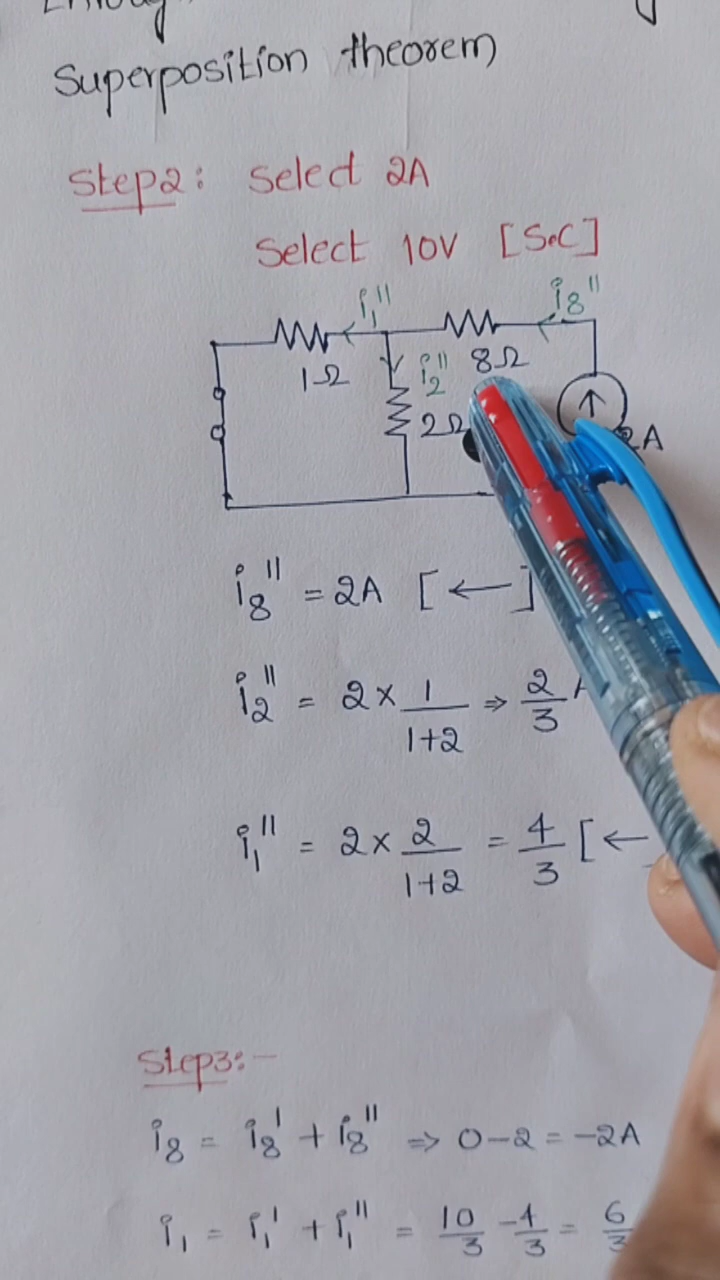 Superposition theorem
Step2: Select 2A
Select 10V [S.C]
i₁'' i₈''
1Ω i₂'' 8Ω
2Ω 2A
i₈'' = 2A [←]
i₂'' = 2 × 1/(1+2) ⇒ 2/3 A
i₁'' = 2 × 2/(1+2) = 4/3 [←
Step3:-
i₈ = i₈' + i₈'' ⇒ 0-2 = -2A
i₁ = i₁' + i₁'' = 10/3 - 4/3 = 6/3